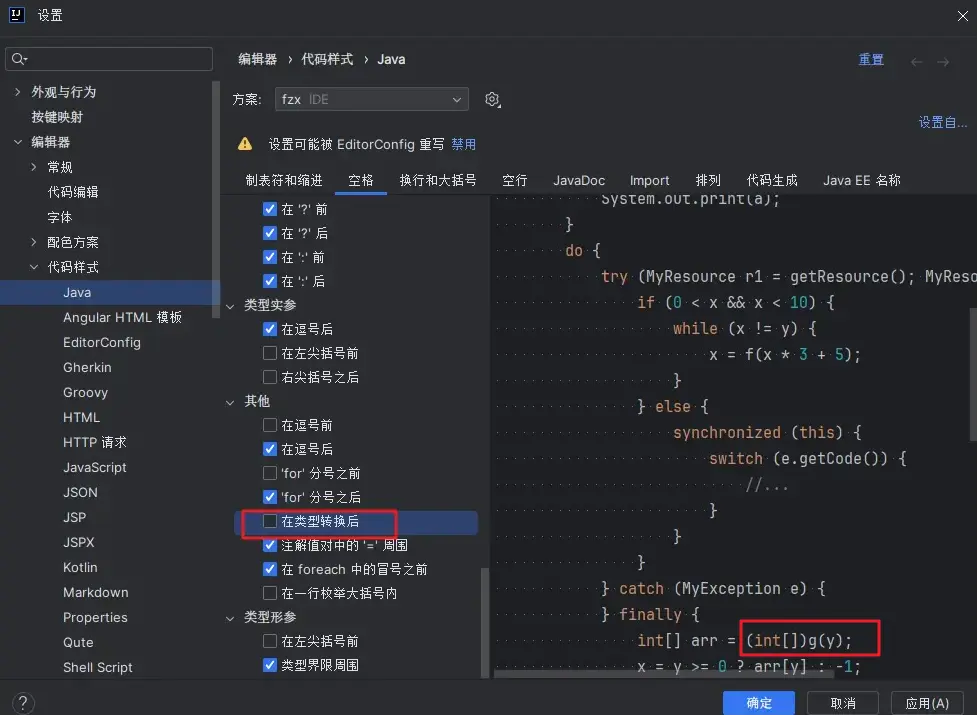 IJ 设置
编辑器 › 代码样式 › Java
重置
外观与行为
按键映射
编辑器
常规
代码编辑
字体
配色方案
代码样式
Java
Angular HTML 模板
EditorConfig
Gherkin
Groovy
HTML
HTTP 请求
JavaScript
JSON
JSP
JSPX
Kotlin
Markdown
Properties
Qute
Shell Script
方案: fzx IDE
设置自...
设置可能被 EditorConfig 重写 禁用
制表符和缩进 空格 换行和大括号 空行 JavaDoc Import 排列 代码生成 Java EE 名称
在 '?' 前
在 '?' 后
在 ':' 前
在 ':' 后
类型实参
在逗号后
在左尖括号前
右尖括号之后
其他
在逗号前
在逗号后
'for' 分号之前
'for' 分号之后
在类型转换后
注解值对中的 '=' 周围
在 foreach 中的冒号之前
在一行枚举大括号内
类型形参
在左尖括号前
类型界限周围
System.out.print(a);
}
do {
try (MyResource r1 = getResource(); MyReso
if (0 < x && x < 10) {
while (x != y) {
x = f(x * 3 + 5);
}
} else {
synchronized (this) {
switch (e.getCode()) {
//...
}
}
}
} catch (MyException e) {
} finally {
int[] arr = (int[])g(y);
x = y >= 0 ? arr[y] : -1;
?
确定 取消 应用(A)